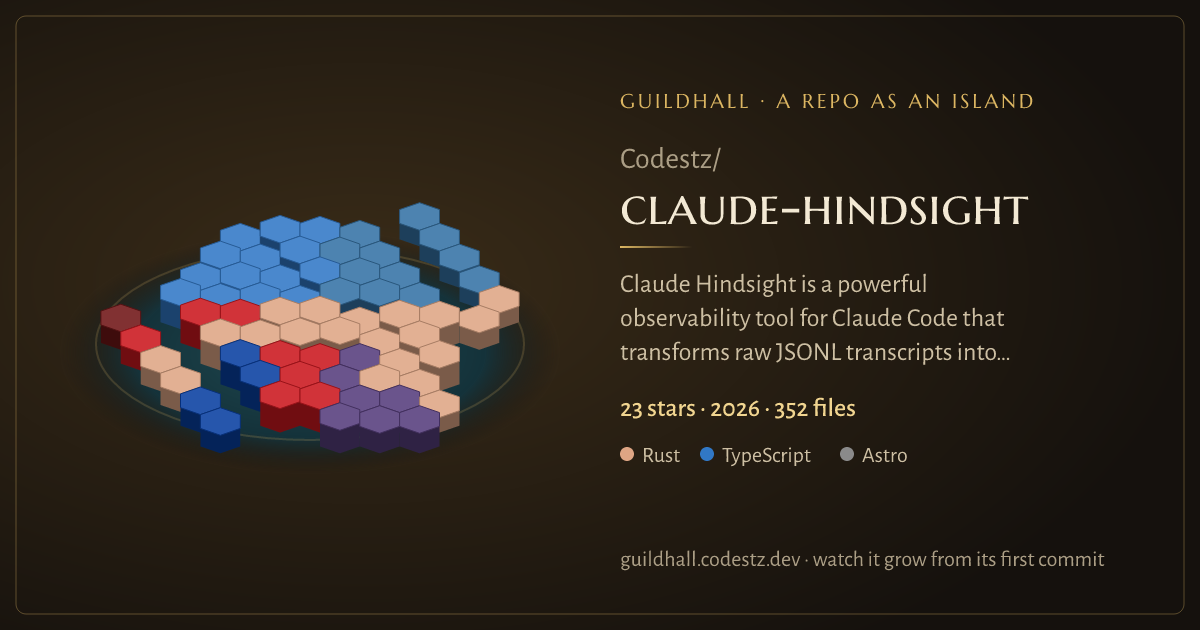 GUILDHALL · A REPO AS AN ISLAND
Codestz/
CLAUDE-HINDSIGHT
Claude Hindsight is a powerful
observability tool for Claude Code that
transforms raw JSONL transcripts into…
23 stars · 2026 · 352 files
Rust TypeScript Astro
guildhall.codestz.dev · watch it grow from its first commit